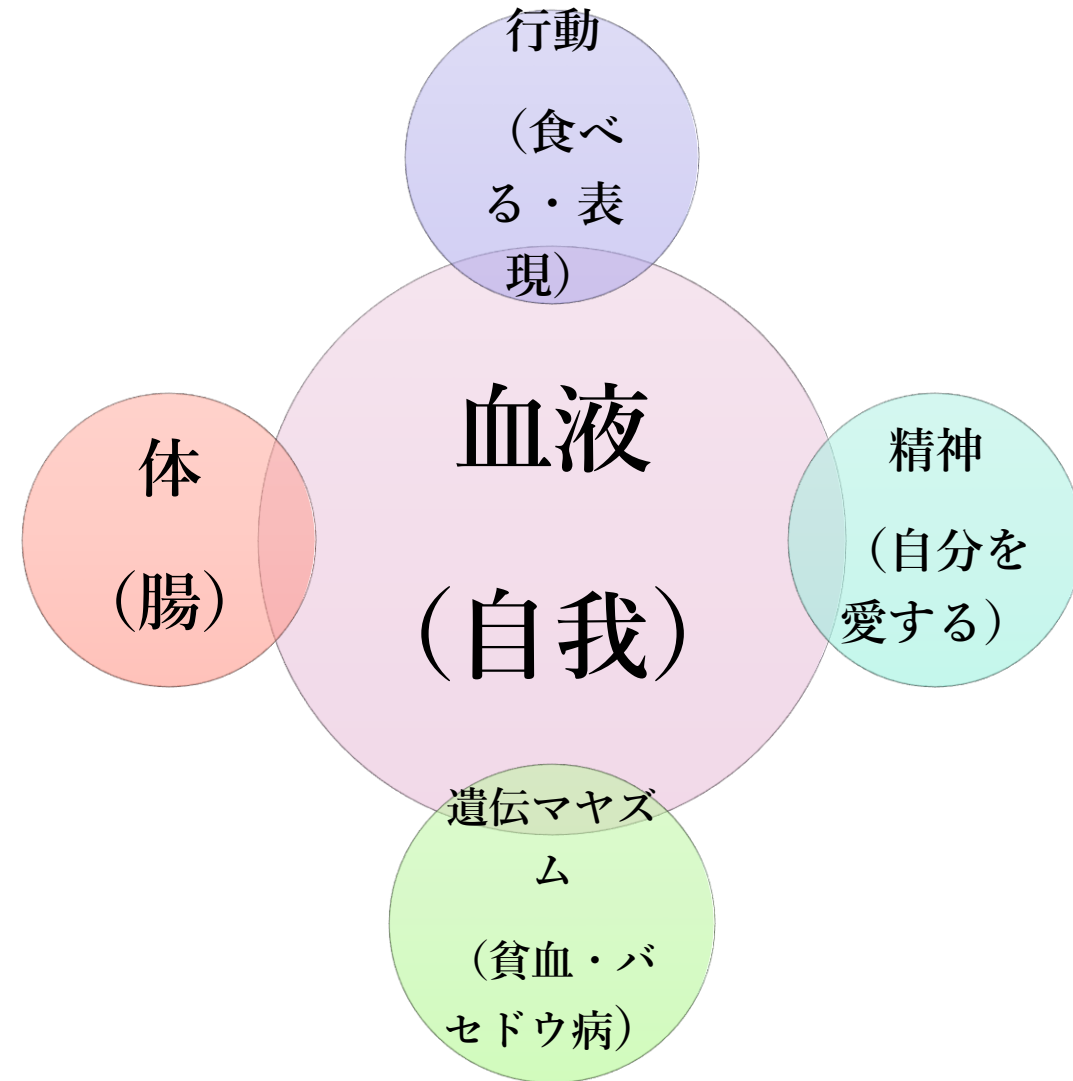 行動
（食べ
る・表
現）
血液
（自我）
体
（腸）
精神
（自分を
愛する）
遺伝マヤズ
ム
（貧血・バ
セドウ病）